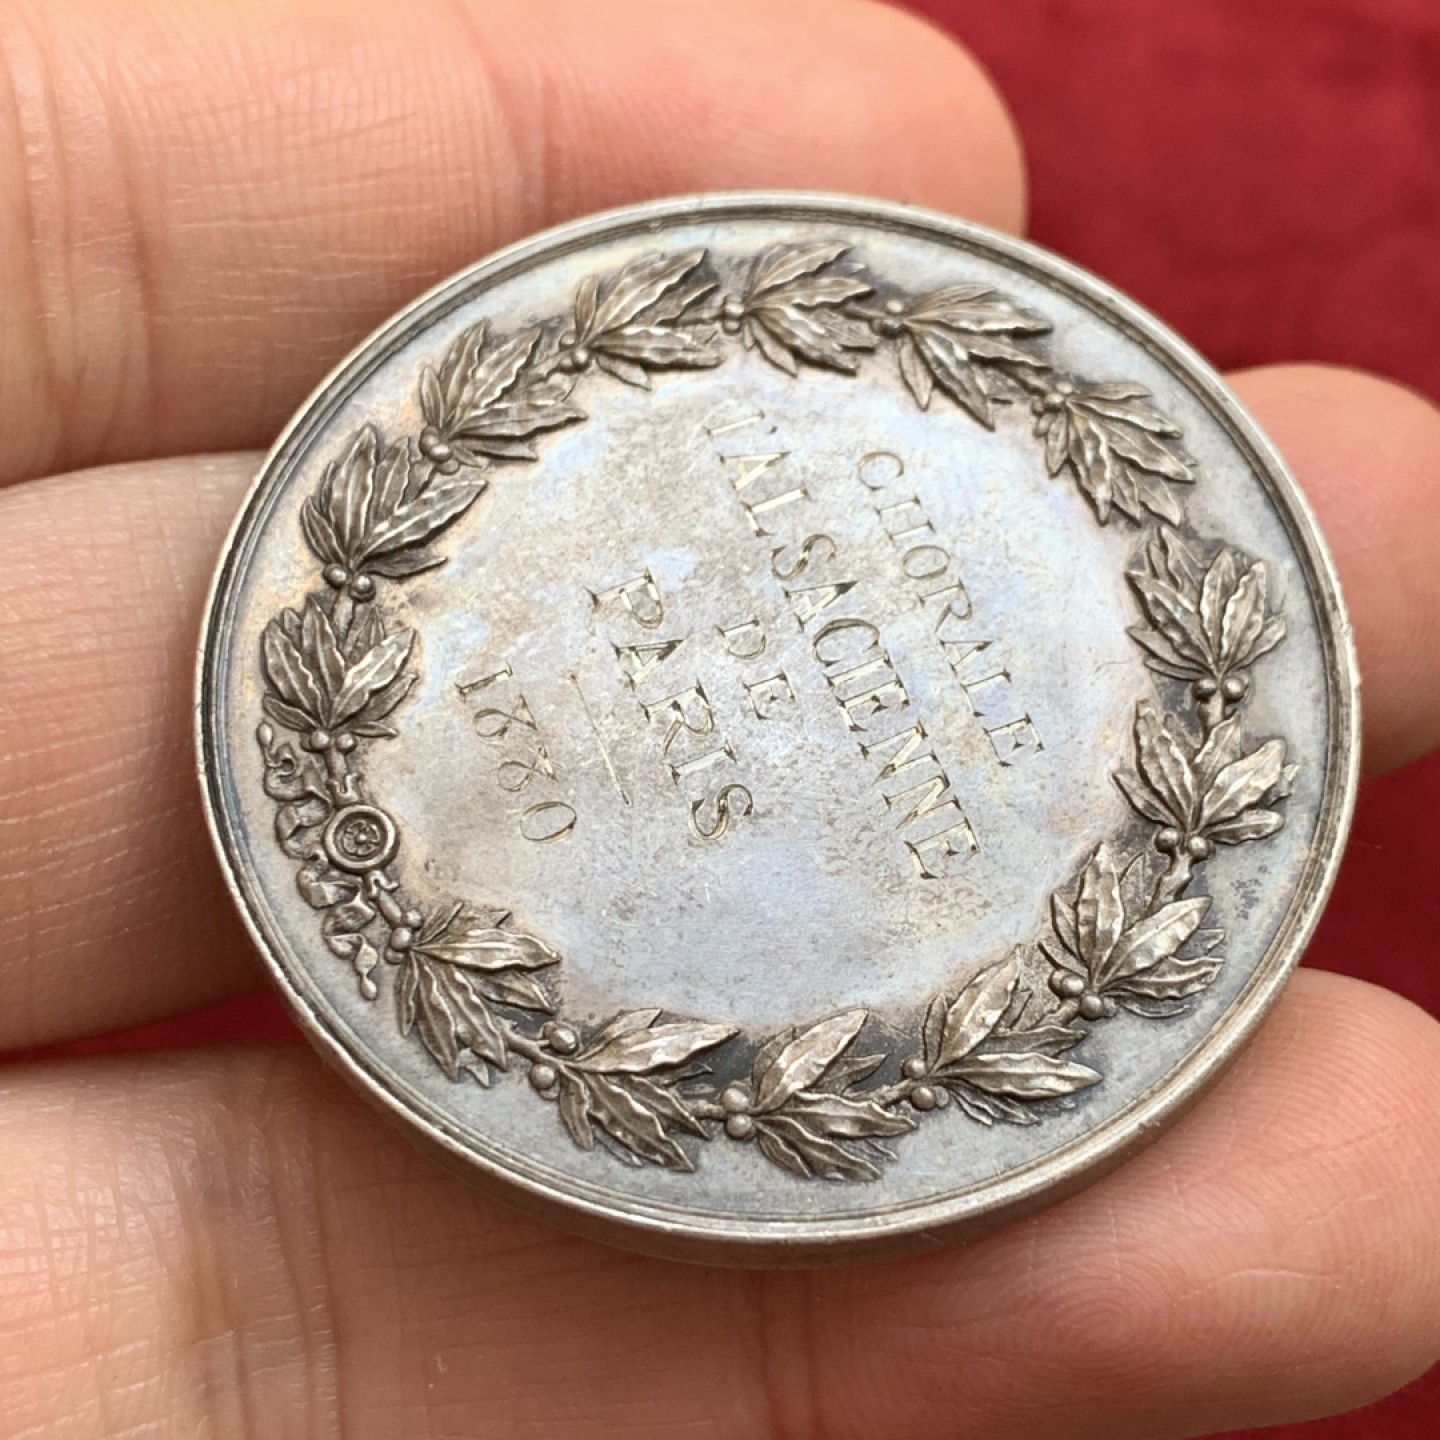 CHORALE
L'ALSACIENNE
DE
PARIS
1880